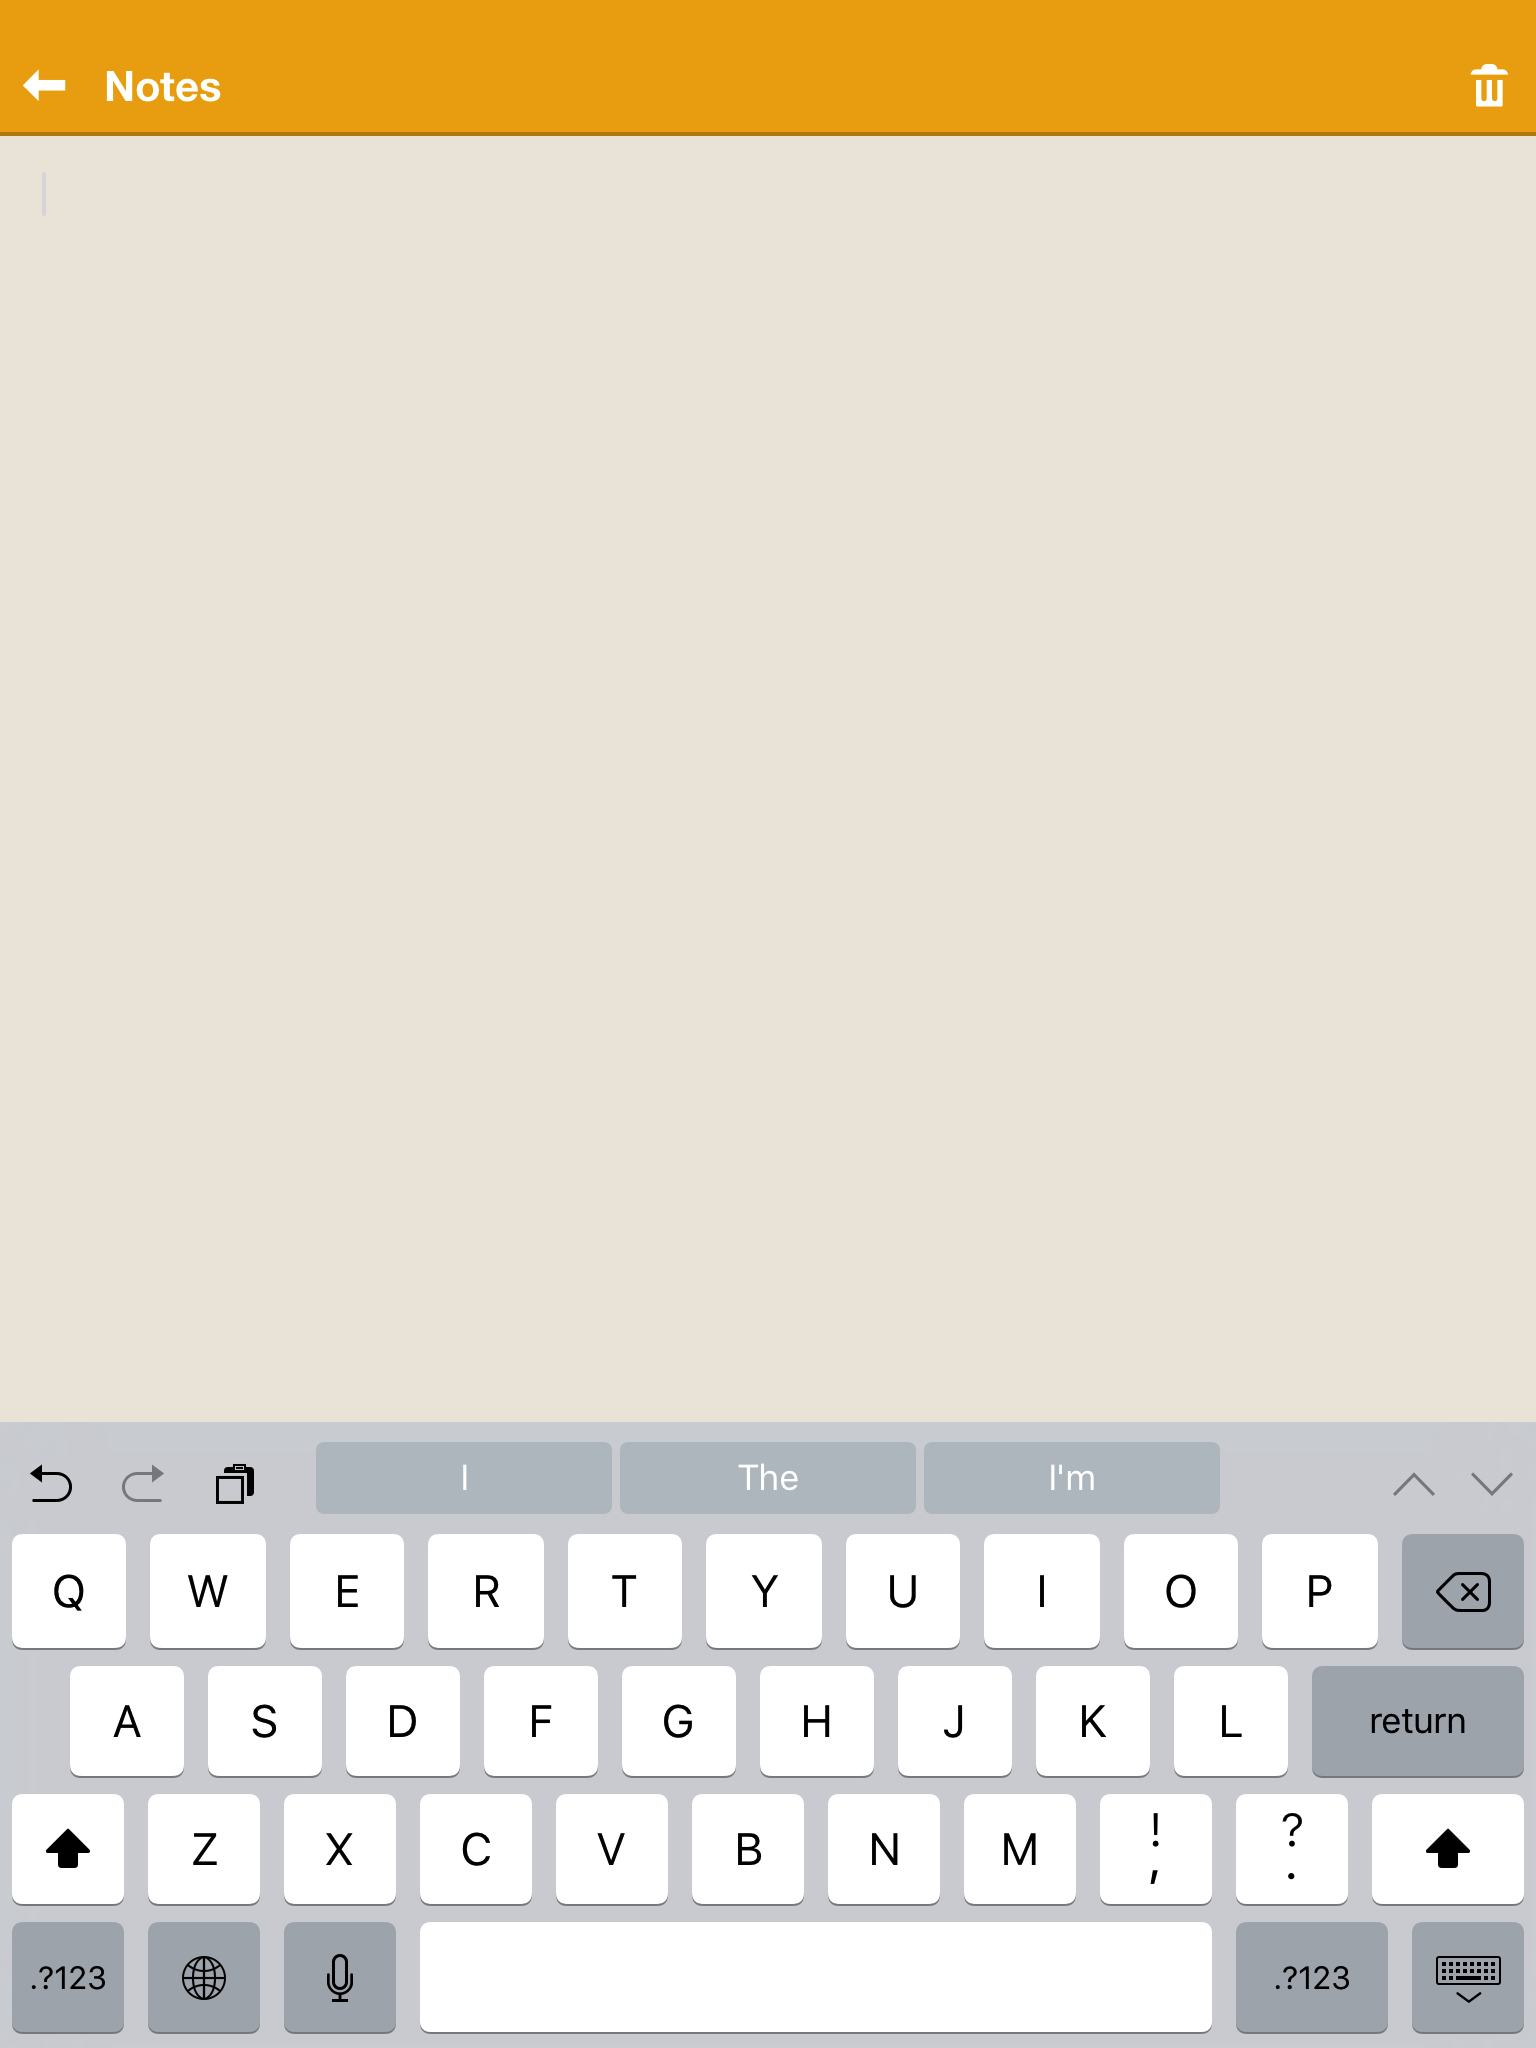 Notes
I The I'm
Q W E R T Y U I O P
A S D F G H J K L return
Z X C V B N M ! , ? .
.?123 .?123